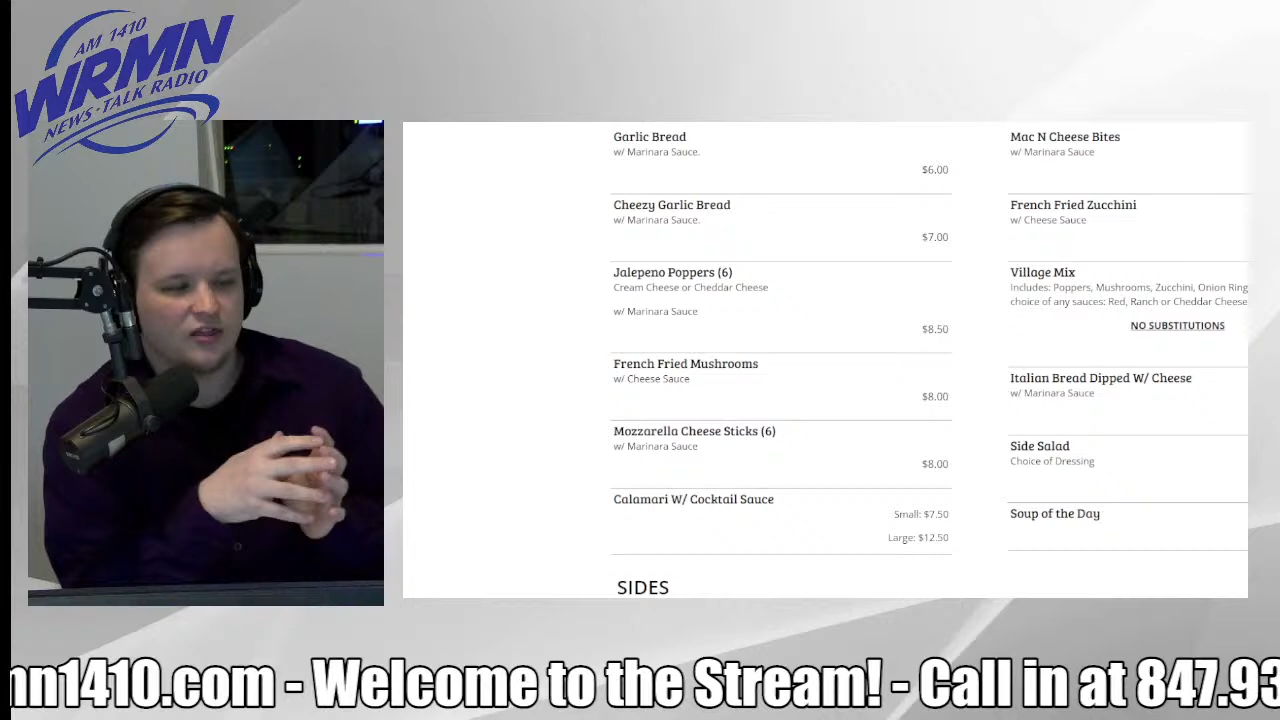 AM 1410
WRMN
NEWS-TALK RADIO
Garlic Bread
w/ Marinara Sauce.
$6.00
Cheezy Garlic Bread
w/ Marinara Sauce.
$7.00
Jalepeno Poppers (6)
Cream Cheese or Cheddar Cheese
w/ Marinara Sauce
$8.50
French Fried Mushrooms
w/ Cheese Sauce
$8.00
Mozzarella Cheese Sticks (6)
w/ Marinara Sauce
$8.00
Calamari W/ Cocktail Sauce
Small: $7.50
Large: $12.50
SIDES
Mac N Cheese Bites
w/ Marinara Sauce
French Fried Zucchini
w/ Cheese Sauce
Village Mix
Includes: Poppers, Mushrooms, Zucchini, Onion Ring
choice of any sauces: Red, Ranch or Cheddar Cheese
NO SUBSTITUTIONS
Italian Bread Dipped W/ Cheese
w/ Marinara Sauce
Side Salad
Choice of Dressing
Soup of the Day
mn1410.com - Welcome to the Stream! - Call in at 847.93